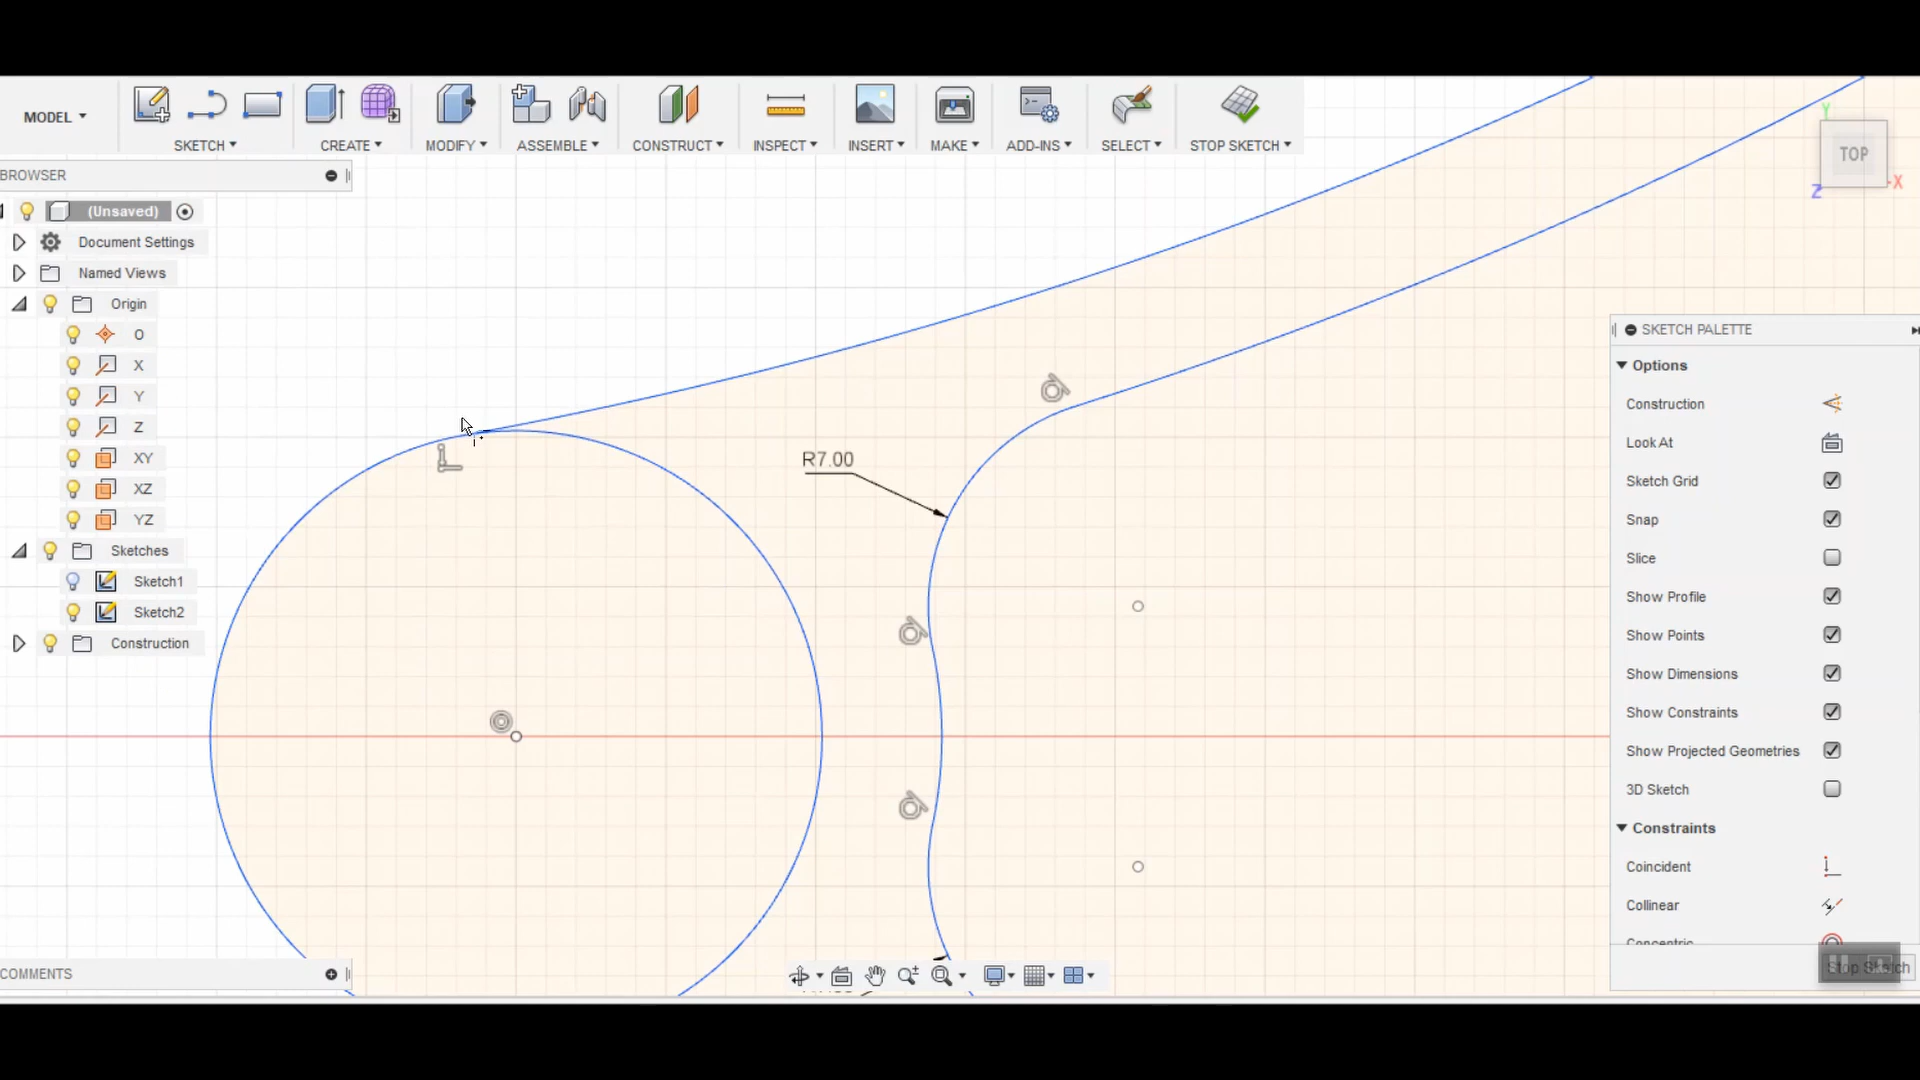 MODEL
SKETCH
CREATE
MODIFY
ASSEMBLE
CONSTRUCT
INSPECT
INSERT
MAKE
ADD-INS
SELECT
STOP SKETCH
BROWSER
(Unsaved)
Document Settings
Named Views
Origin
O
X
Y
Z
XY
XZ
YZ
Sketches
Sketch1
Sketch2
Construction
COMMENTS
R7.00
Y
TOP
-X
Z
SKETCH PALETTE
Options
Construction
Look At
Sketch Grid
Snap
Slice
Show Profile
Show Points
Show Dimensions
Show Constraints
Show Projected Geometries
3D Sketch
Constraints
Coincident
Collinear
Concentric
Stop Sketch